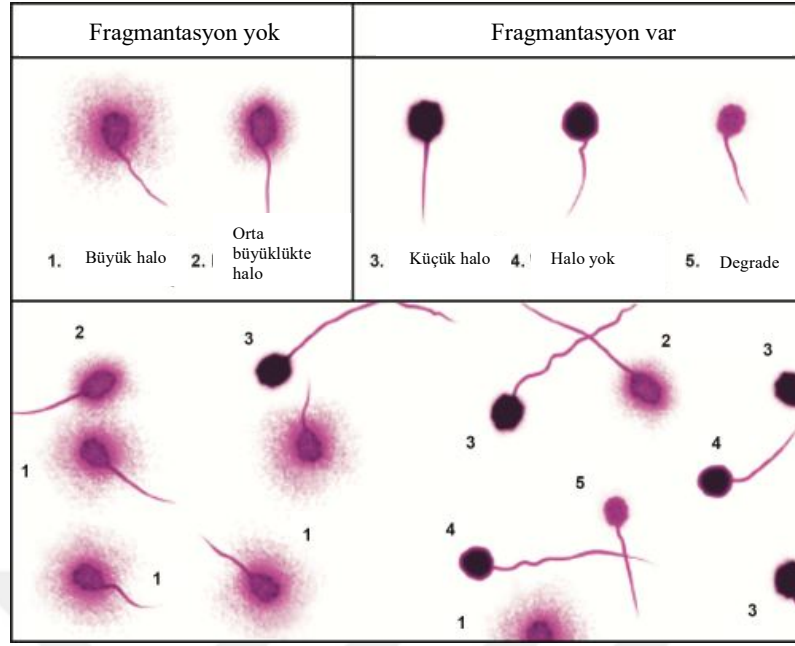 Fragmantasyon yok
Fragmantasyon var
1. Büyük halo
2. Orta
büyüklükte
halo
3. Küçük halo
4. Halo yok
5. Degrade
2
3
2
3
1
3
4
5
1
4
1
3
1